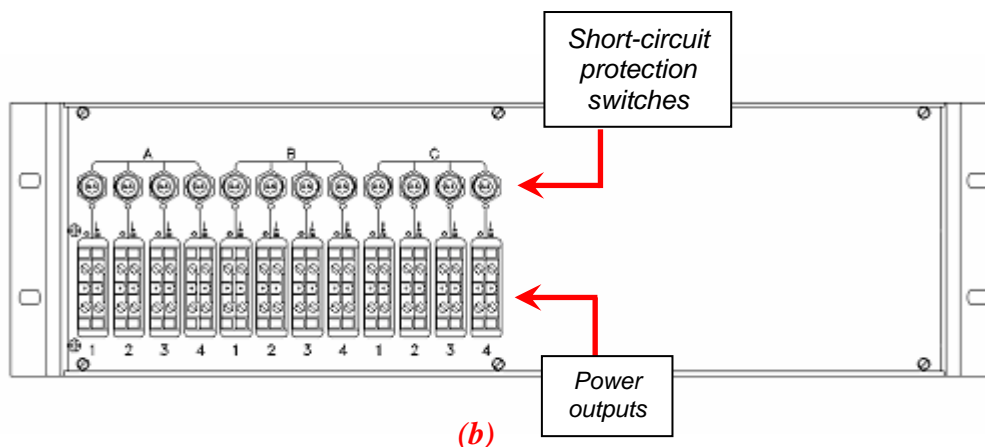 Short-circuit
protection
switches
A B C
1 2 3 4 1 2 3 4 1 2 3 4
Power
outputs
(b)